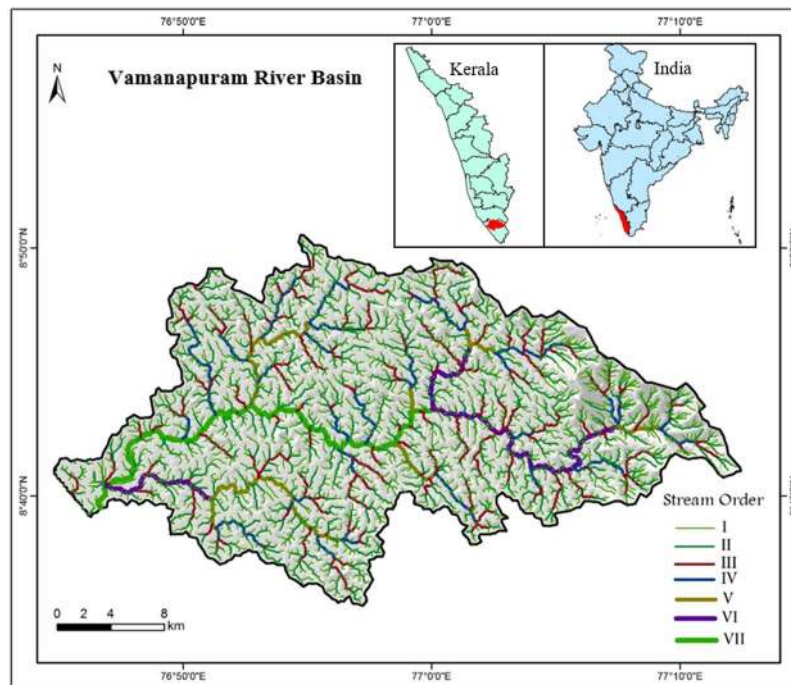 76°50'0"E 77°0'0"E 77°10'0"E
N
Vamanapuram River Basin
Kerala
India
8°50'0"N
8°40'0"N
Stream Order
I
II
III
IV
V
VI
VII
0 2 4 8
km
76°50'0"E 77°0'0"E 77°10'0"E